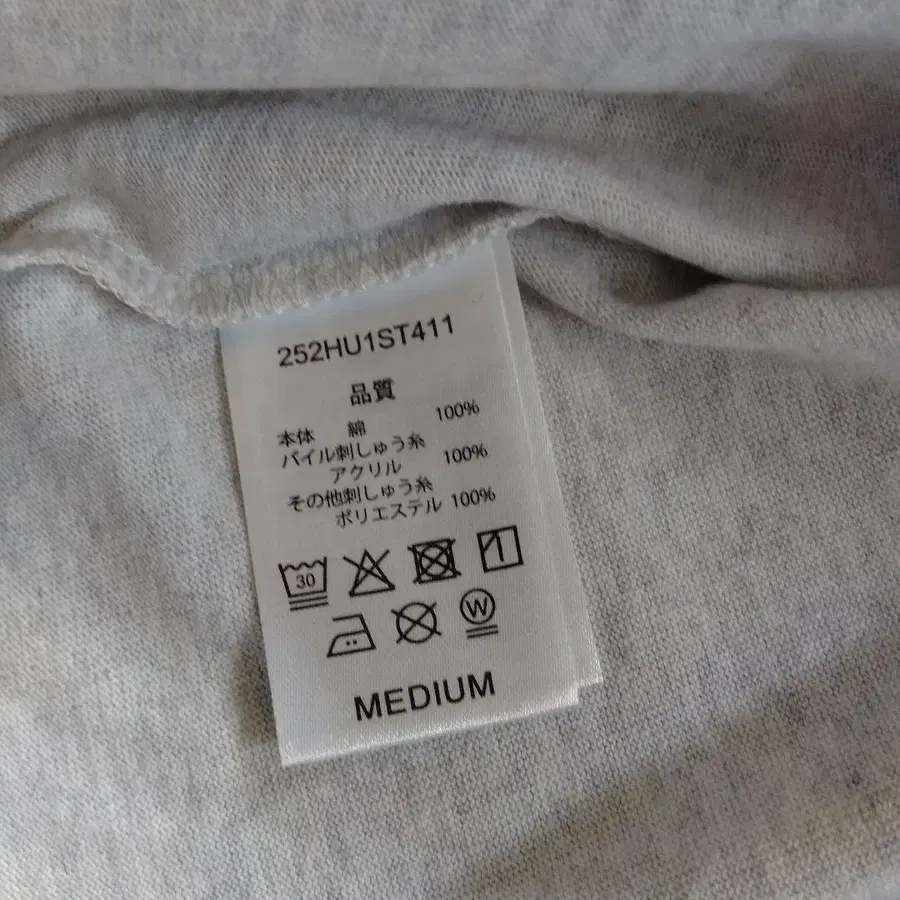 252HU1ST411
品質
本体 綿 100%
パイル刺しゅう糸
アクリル 100%
その他刺しゅう糸
ポリエステル 100%
30
W
MEDIUM